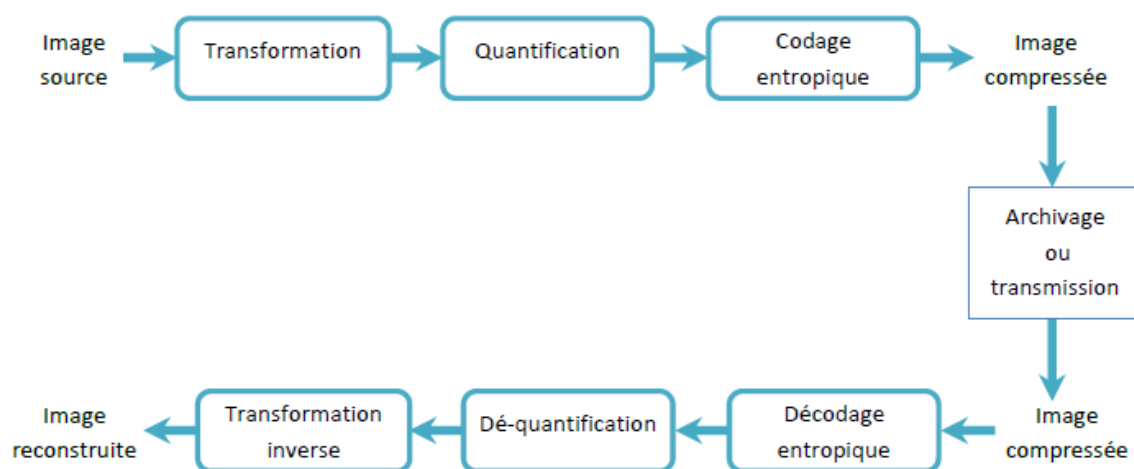 Image
source
Transformation
Quantification
Codage
entropique
Image
compressée
Archivage
ou
transmission
Image
reconstruite
Transformation
inverse
Dé-quantification
Décodage
entropique
Image
compressée